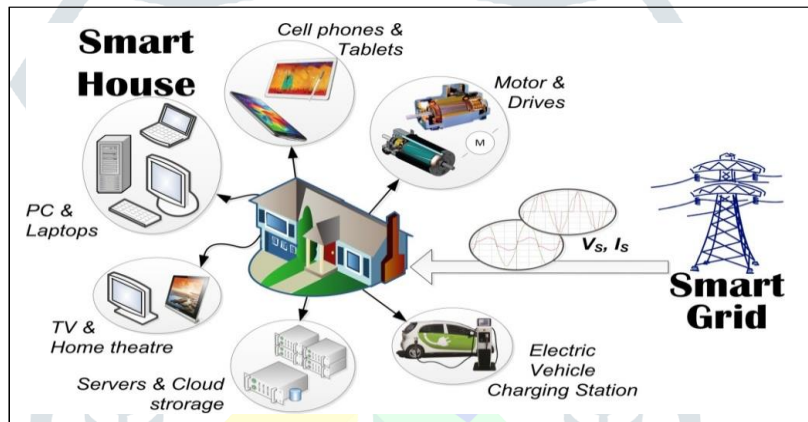 Smart
House
Cell phones &
Tablets
Motor &
Drives
M
PC &
Laptops
Vs, Is
Smart
Grid
TV &
Home theatre
Servers & Cloud
strorage
Electric
Vehicle
Charging Station